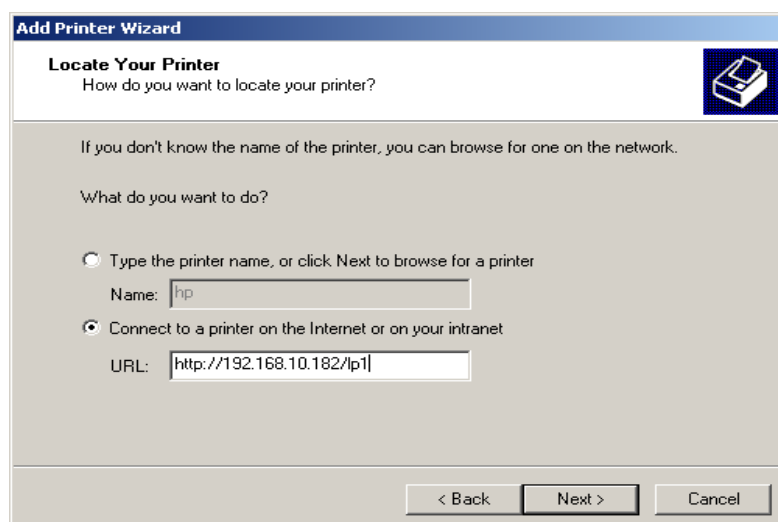 Add Printer Wizard
Locate Your Printer
How do you want to locate your printer?
If you don't know the name of the printer, you can browse for one on the network.
What do you want to do?
Type the printer name, or click Next to browse for a printer
Name: hp
Connect to a printer on the Internet or on your intranet
URL: http://192.168.10.182/lp1
< Back Next > Cancel